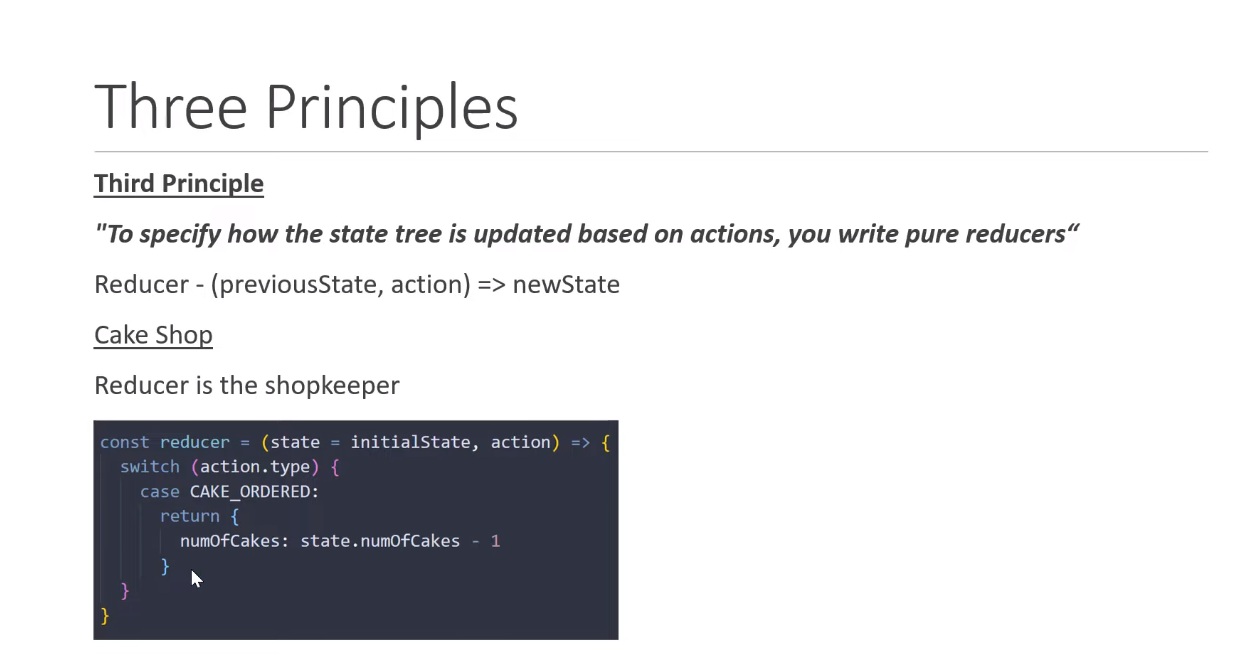 Three Principles
Third Principle
"To specify how the state tree is updated based on actions, you write pure reducers“
Reducer - (previousState, action) => newState
Cake Shop
Reducer is the shopkeeper
const reducer = (state = initialState, action) => {
  switch (action.type) {
    case CAKE_ORDERED:
      return {
        numOfCakes: state.numOfCakes - 1
      }
  }
}